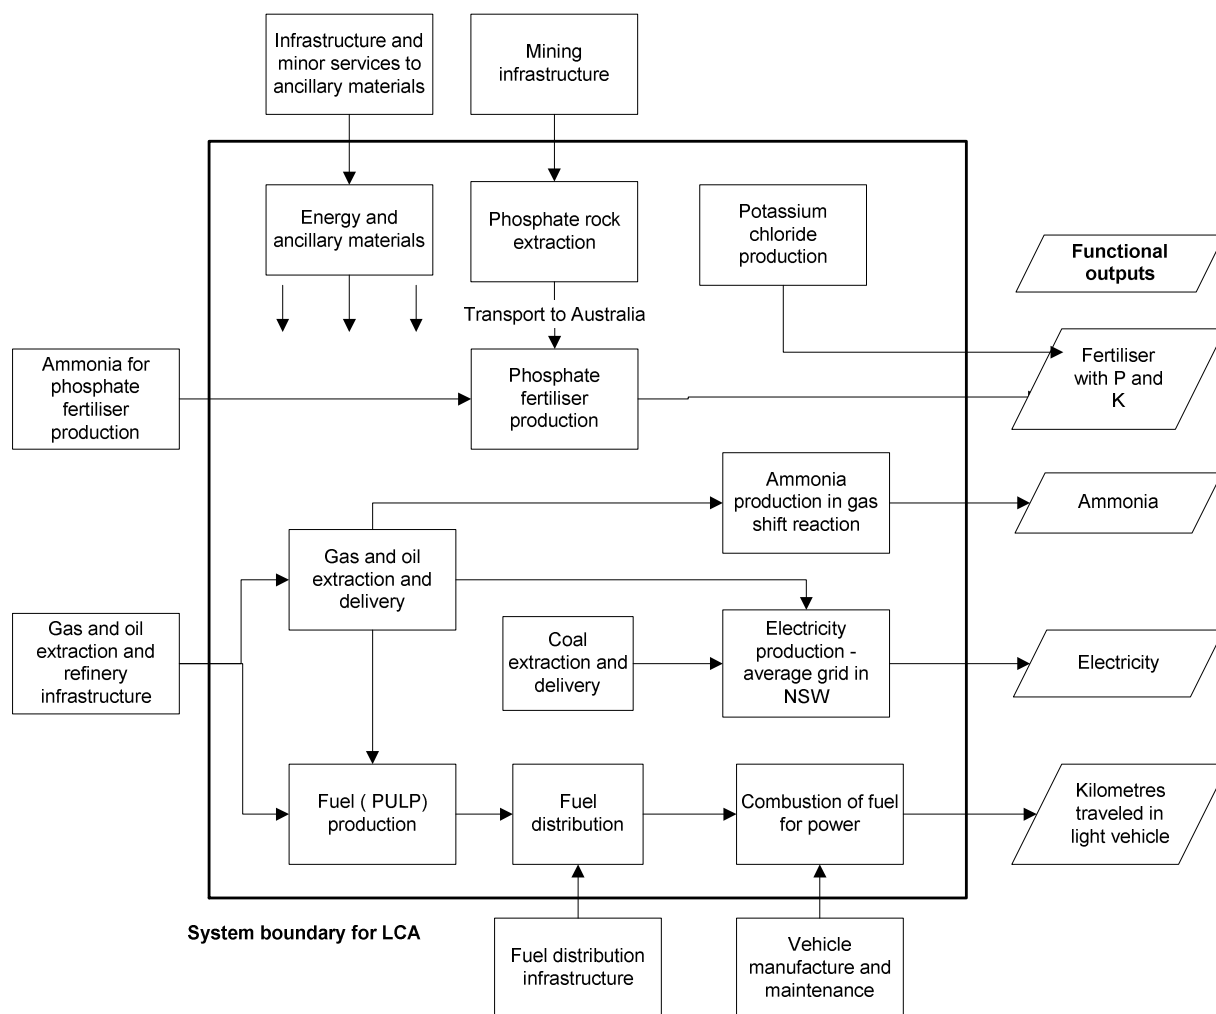 Infrastructure and
minor services to
ancillary materials
Mining
infrastructure
Energy and
ancillary materials
Phosphate rock
extraction
Potassium
chloride
production
Functional
outputs
Transport to Australia
Ammonia for
phosphate
fertiliser
production
Phosphate
fertiliser
production
Fertiliser
with P and
K
Ammonia
production in gas
shift reaction
Ammonia
Gas and oil
extraction and
delivery
Gas and oil
extraction and
refinery
infrastructure
Coal
extraction and
delivery
Electricity
production -
average grid in
NSW
Electricity
Fuel ( PULP)
production
Fuel
distribution
Combustion of fuel
for power
Kilometres
traveled in
light vehicle
System boundary for LCA
Fuel distribution
infrastructure
Vehicle
manufacture and
maintenance